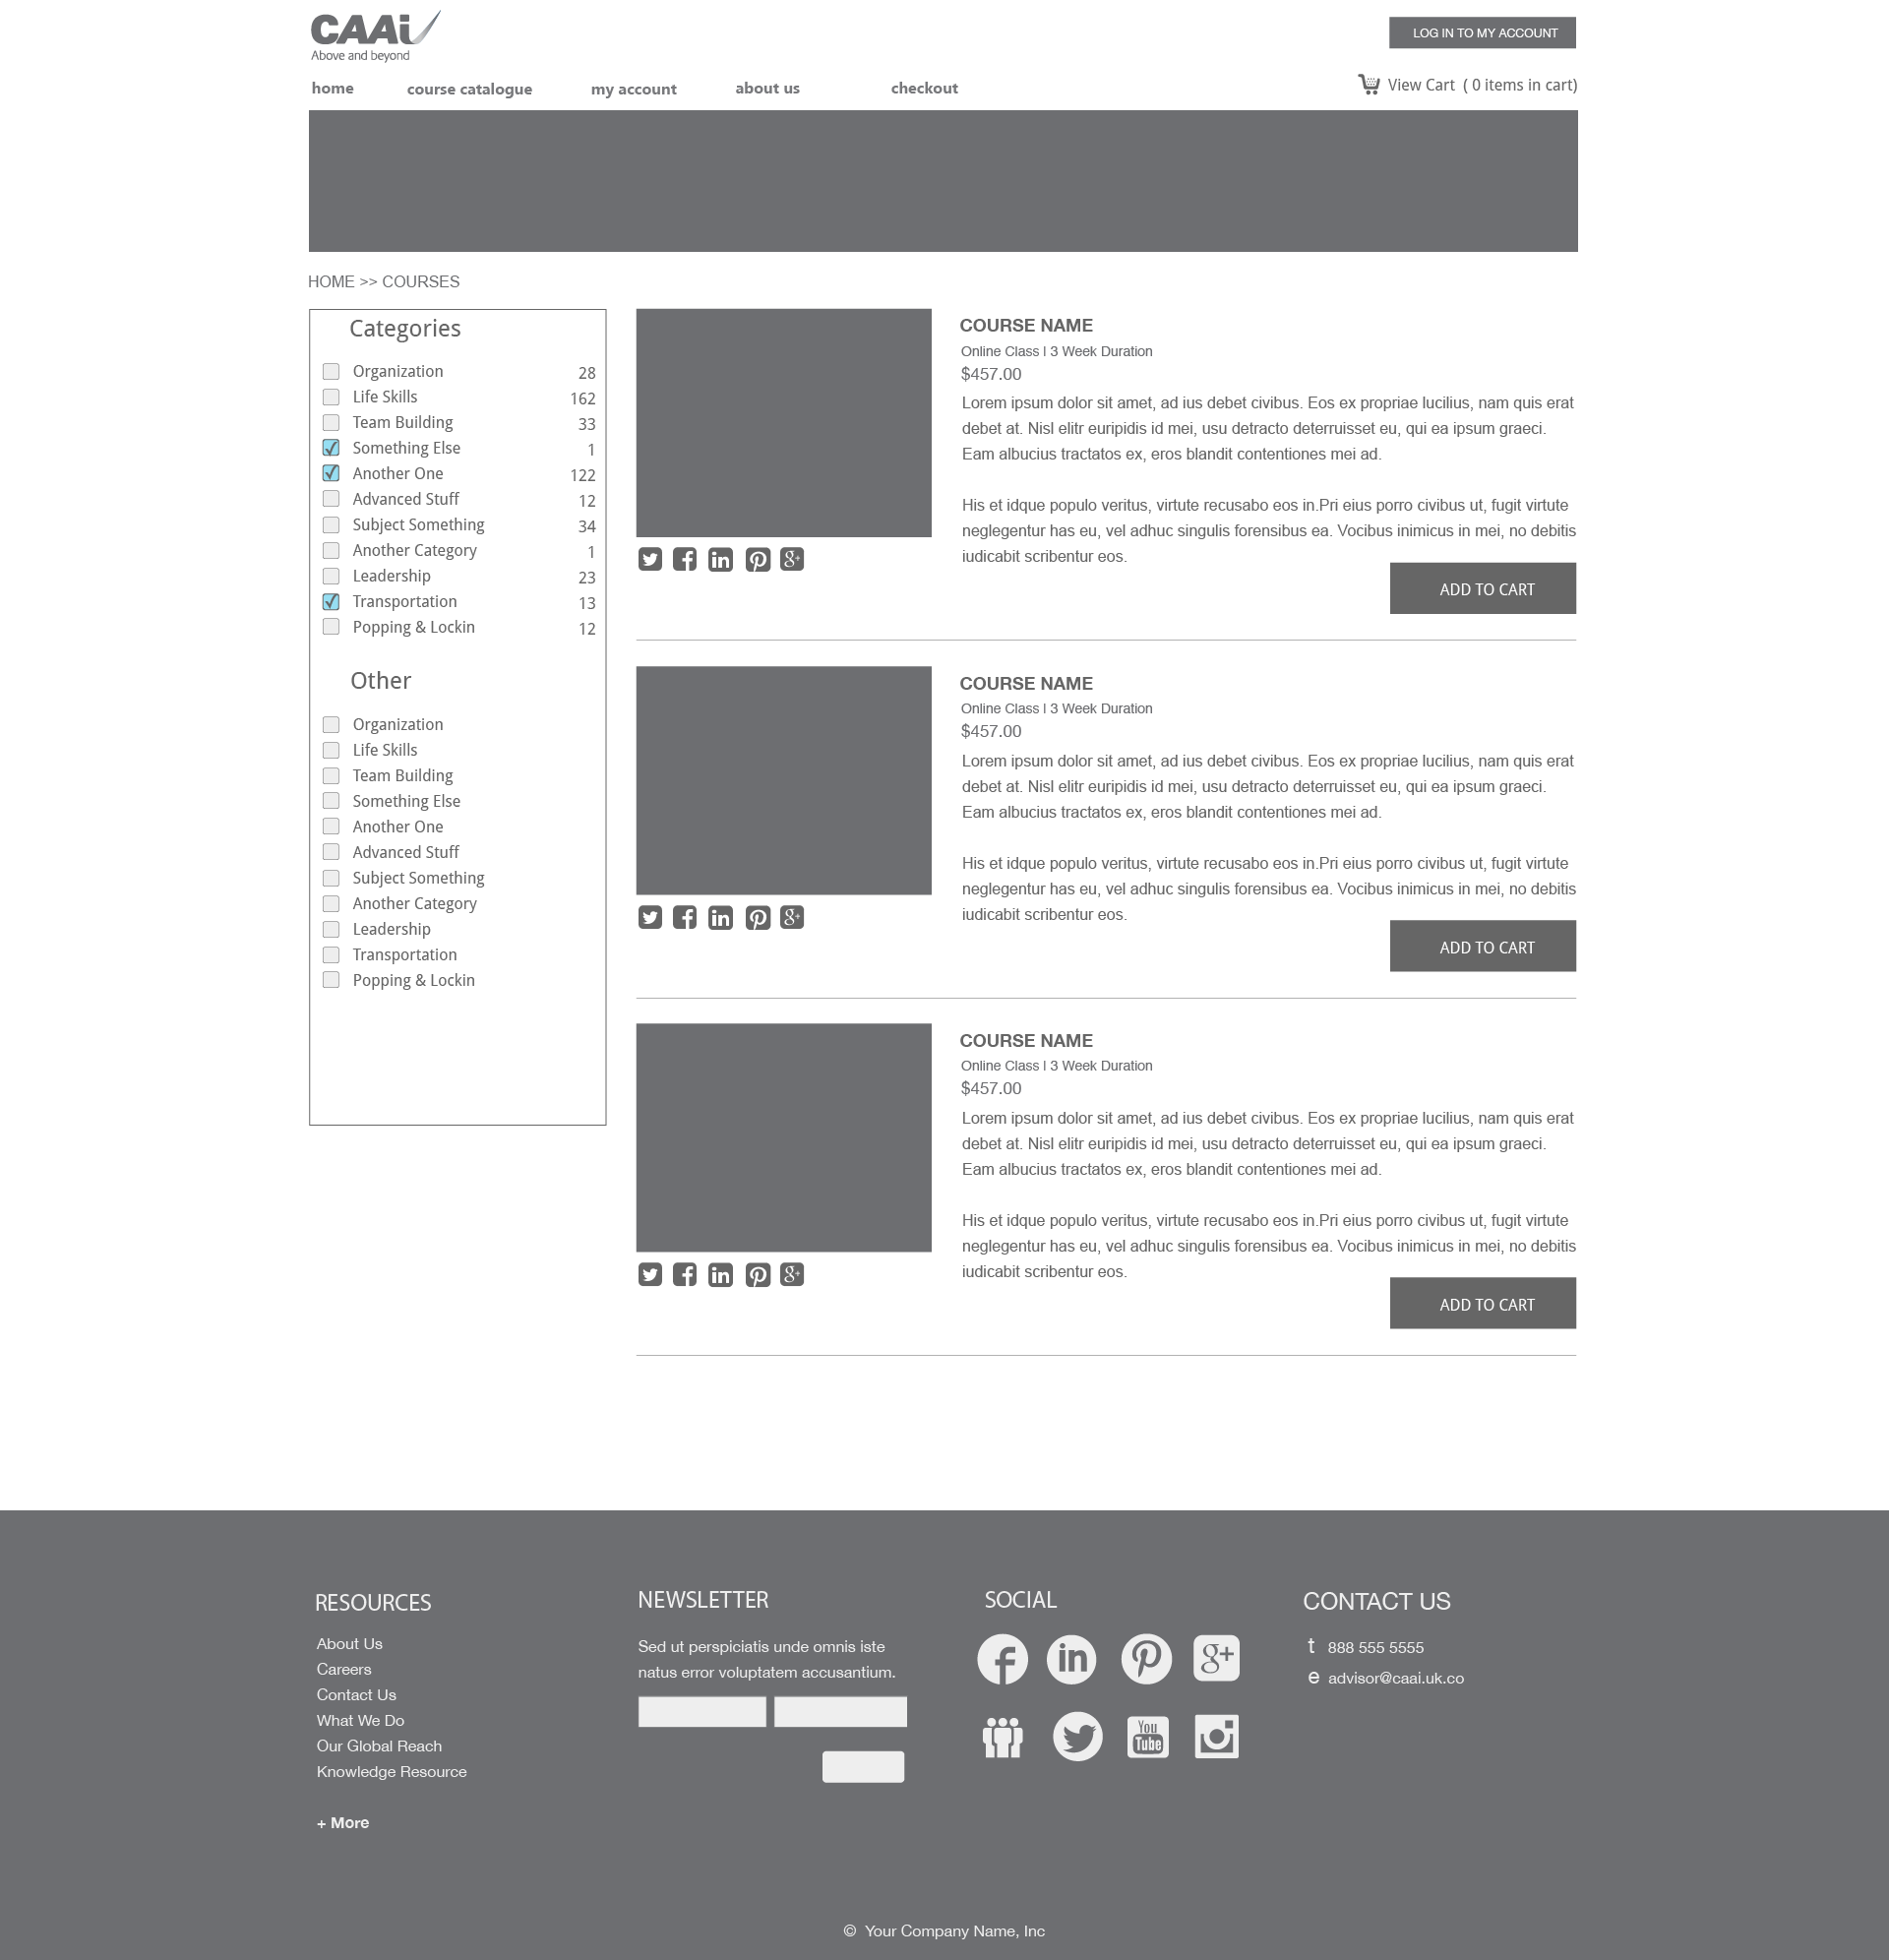 CAAi
Above and beyond
LOG IN TO MY ACCOUNT
home course catalogue my account about us checkout
View Cart ( 0 items in cart)
HOME >> COURSES
Categories
Organization 28
Life Skills 162
Team Building 33
Something Else 1
Another One 122
Advanced Stuff 12
Subject Something 34
Another Category 1
Leadership 23
Transportation 13
Popping & Lockin 12
Other
Organization
Life Skills
Team Building
Something Else
Another One
Advanced Stuff
Subject Something
Another Category
Leadership
Transportation
Popping & Lockin
COURSE NAME
Online Class | 3 Week Duration
$457.00
Lorem ipsum dolor sit amet, ad ius debet civibus. Eos ex propriae lucilius, nam quis erat
debet at. Nisl elitr euripidis id mei, usu detracto deterruisset eu, qui ea ipsum graeci.
Eam albucius tractatos ex, eros blandit contentiones mei ad.
His et idque populo veritus, virtute recusabo eos in.Pri eius porro civibus ut, fugit virtute
neglegentur has eu, vel adhuc singulis forensibus ea. Vocibus inimicus in mei, no debitis
iudicabit scribentur eos.
ADD TO CART
COURSE NAME
Online Class | 3 Week Duration
$457.00
Lorem ipsum dolor sit amet, ad ius debet civibus. Eos ex propriae lucilius, nam quis erat
debet at. Nisl elitr euripidis id mei, usu detracto deterruisset eu, qui ea ipsum graeci.
Eam albucius tractatos ex, eros blandit contentiones mei ad.
His et idque populo veritus, virtute recusabo eos in.Pri eius porro civibus ut, fugit virtute
neglegentur has eu, vel adhuc singulis forensibus ea. Vocibus inimicus in mei, no debitis
iudicabit scribentur eos.
ADD TO CART
COURSE NAME
Online Class | 3 Week Duration
$457.00
Lorem ipsum dolor sit amet, ad ius debet civibus. Eos ex propriae lucilius, nam quis erat
debet at. Nisl elitr euripidis id mei, usu detracto deterruisset eu, qui ea ipsum graeci.
Eam albucius tractatos ex, eros blandit contentiones mei ad.
His et idque populo veritus, virtute recusabo eos in.Pri eius porro civibus ut, fugit virtute
neglegentur has eu, vel adhuc singulis forensibus ea. Vocibus inimicus in mei, no debitis
iudicabit scribentur eos.
ADD TO CART
RESOURCES
About Us
Careers
Contact Us
What We Do
Our Global Reach
Knowledge Resource
+ More
NEWSLETTER
Sed ut perspiciatis unde omnis iste
natus error voluptatem accusantium.
SOCIAL
You
Tube
CONTACT US
t 888 555 5555
e advisor@caai.uk.co
© Your Company Name, Inc